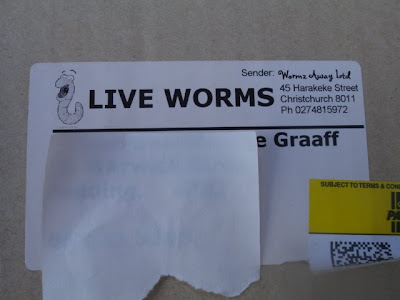 Sender: Wormz Away Ltd
LIVE WORMS
45 Harakeke Street
Christchurch 8011
Ph 0274815972
e Graaff
SUBJECT TO TERMS & CON